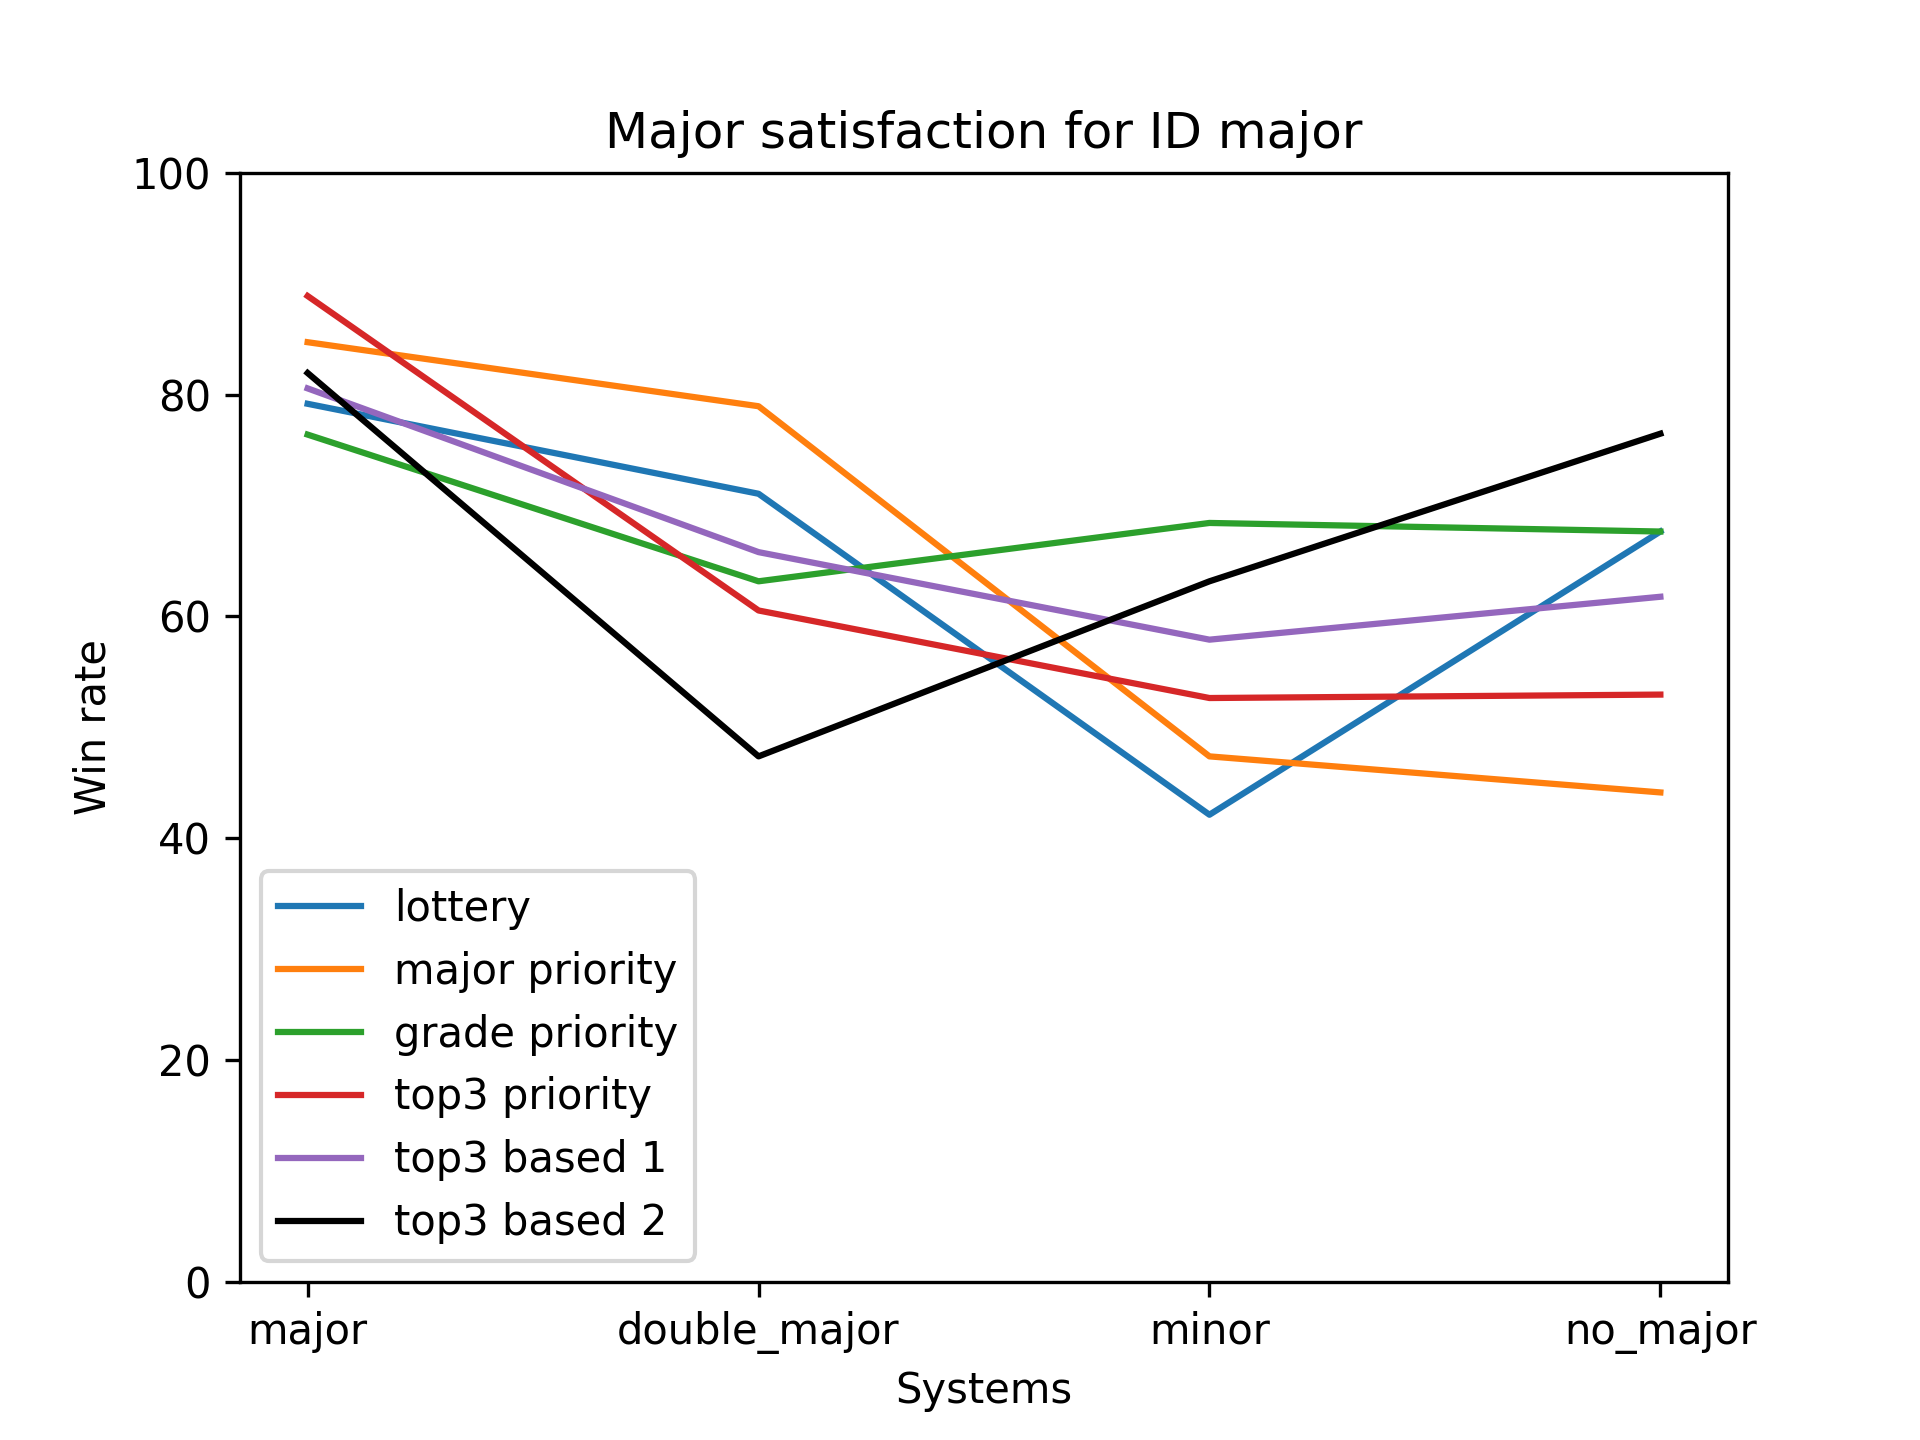 Major satisfaction for ID major
100
80
60
40
20
0
Win rate
lottery
major priority
grade priority
top3 priority
top3 based 1
top3 based 2
major double_major minor no_major
Systems